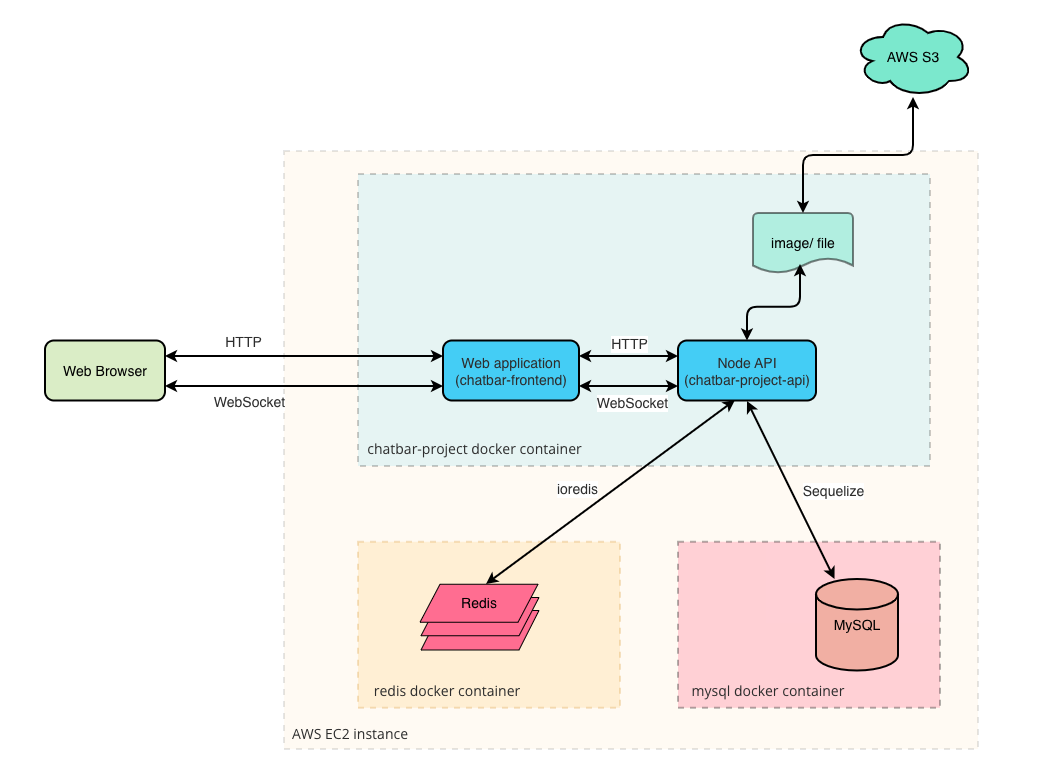 AWS S3
image/ file
HTTP
HTTP
Web Browser
Web application
(chatbar-frontend)
Node API
(chatbar-project-api)
WebSocket
WebSocket
chatbar-project docker container
ioredis
Sequelize
Redis
MySQL
redis docker container
mysql docker container
AWS EC2 instance